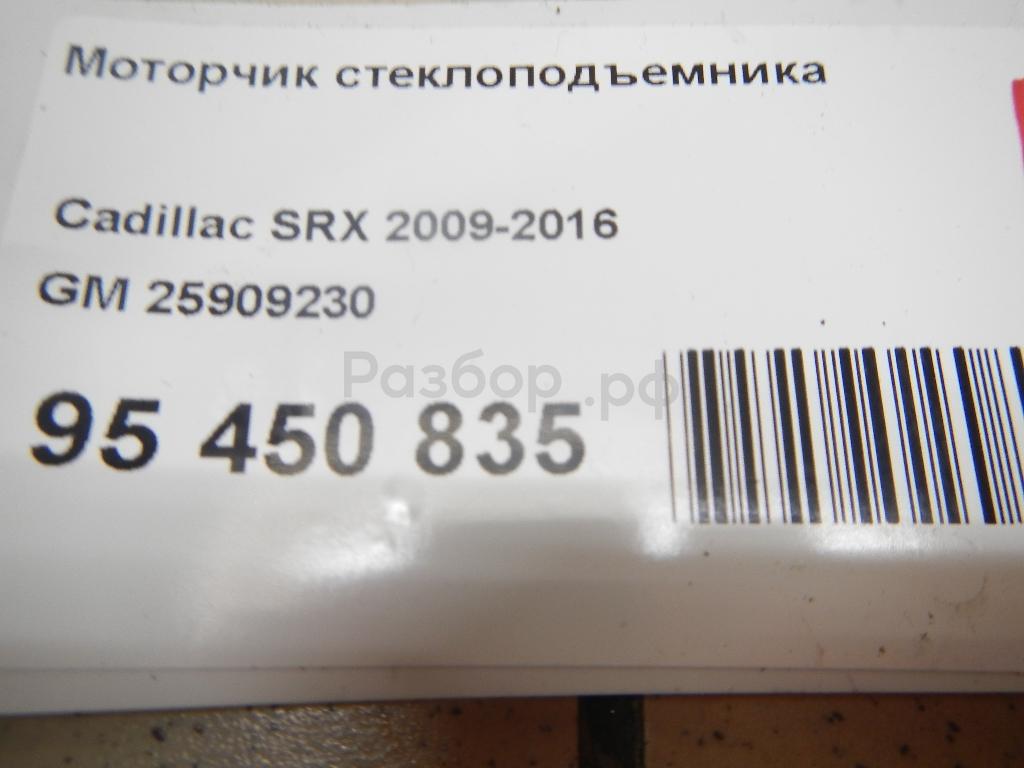 Моторчик стеклоподъемника
Cadillac SRX 2009-2016
GM 25909230
Разбор.рф
95 450 835